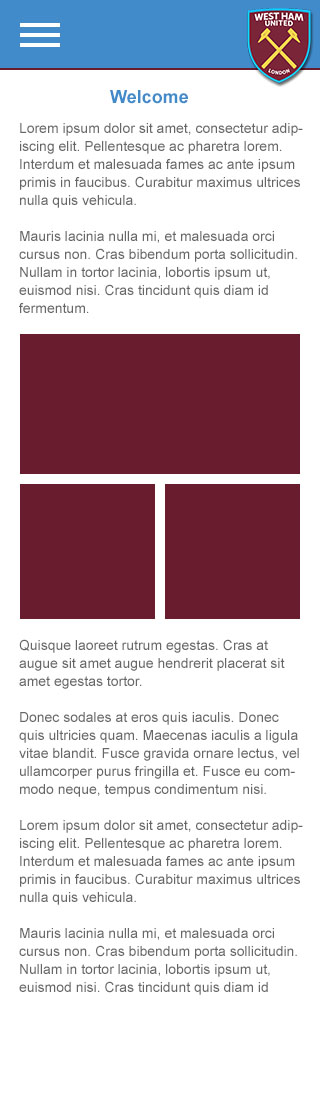 WEST HAM
UNITED
LONDON
Welcome
Lorem ipsum dolor sit amet, consectetur adip-
iscing elit. Pellentesque ac pharetra lorem.
Interdum et malesuada fames ac ante ipsum
primis in faucibus. Curabitur maximus ultrices
nulla quis vehicula.
Mauris lacinia nulla mi, et malesuada orci
cursus non. Cras bibendum porta sollicitudin.
Nullam in tortor lacinia, lobortis ipsum ut,
euismod nisi. Cras tincidunt quis diam id
fermentum.
Quisque laoreet rutrum egestas. Cras at
augue sit amet augue hendrerit placerat sit
amet egestas tortor.
Donec sodales at eros quis iaculis. Donec
quis ultricies quam. Maecenas iaculis a ligula
vitae blandit. Fusce gravida ornare lectus, vel
ullamcorper purus fringilla et. Fusce eu com-
modo neque, tempus condimentum nisi.
Lorem ipsum dolor sit amet, consectetur adip-
iscing elit. Pellentesque ac pharetra lorem.
Interdum et malesuada fames ac ante ipsum
primis in faucibus. Curabitur maximus ultrices
nulla quis vehicula.
Mauris lacinia nulla mi, et malesuada orci
cursus non. Cras bibendum porta sollicitudin.
Nullam in tortor lacinia, lobortis ipsum ut,
euismod nisi. Cras tincidunt quis diam id